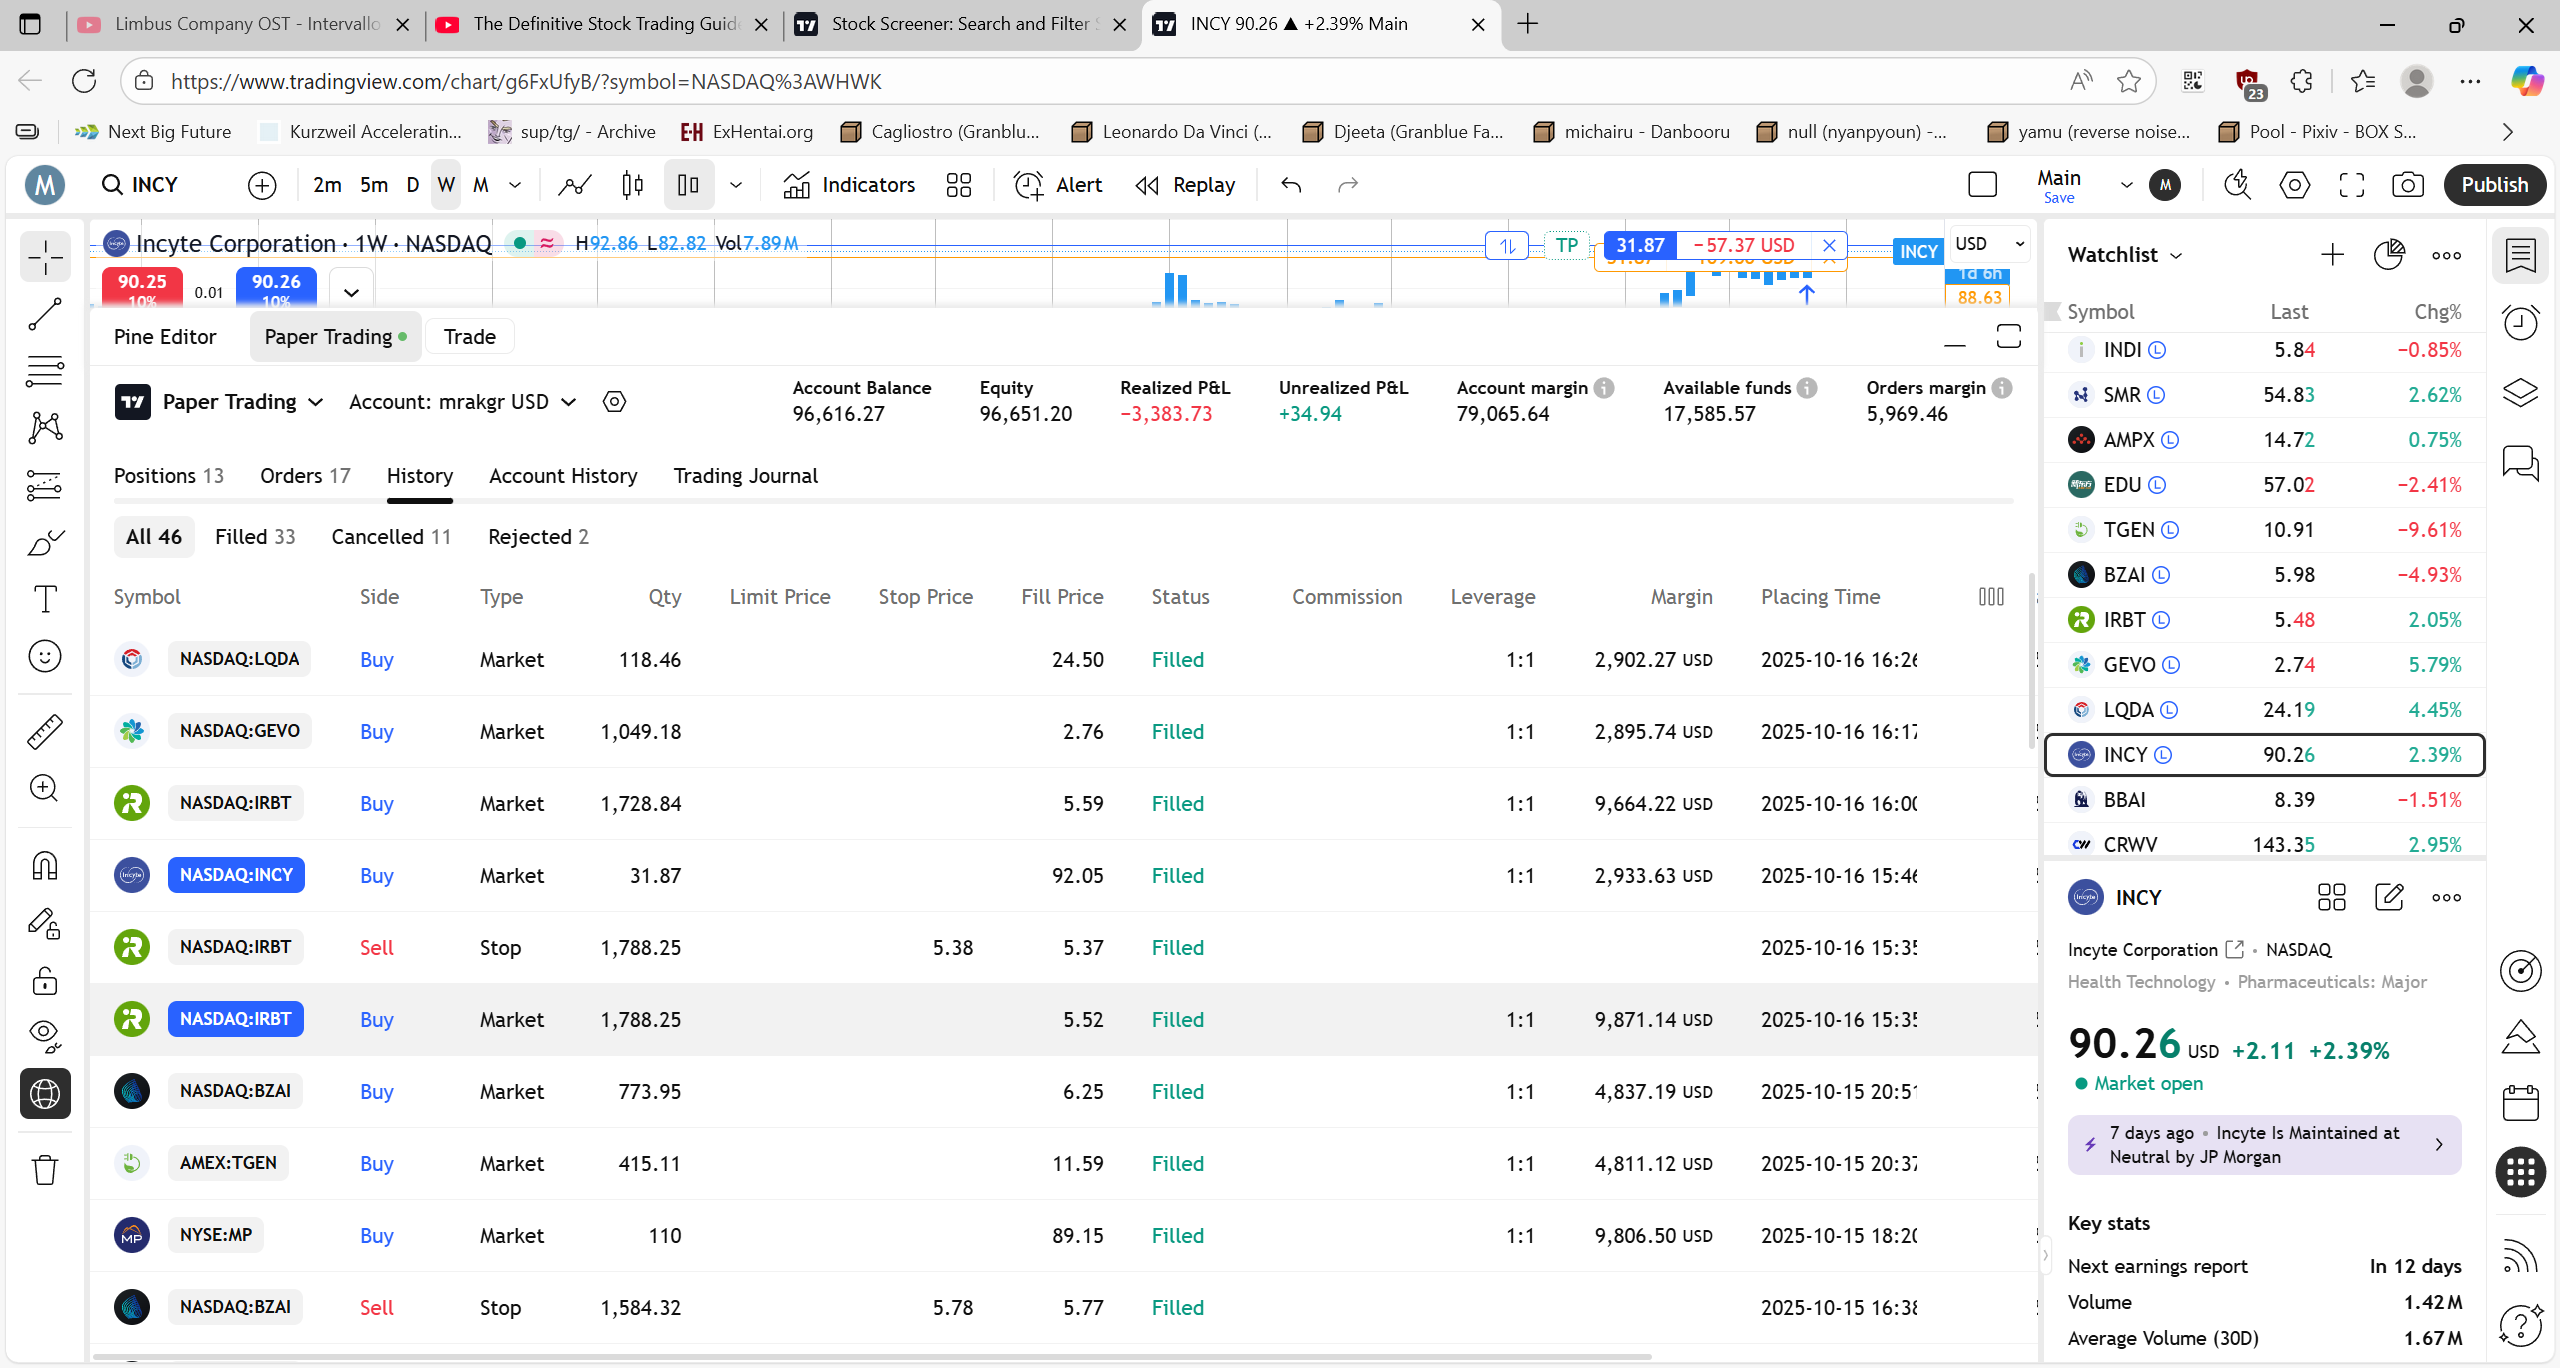 Limbus Company OST - Intervallo
The Definitive Stock Trading Guid
Stock Screener: Search and Filter S
INCY 90.26 ▲ +2.39% Main
https://www.tradingview.com/chart/g6FxUfyB/?symbol=NASDAQ%3AWHWK
23
Next Big Future
Kurzweil Acceleratin...
sup/tg/ - Archive
ExHentai.org
Cagliostro (Granblu...
Leonardo Da Vinci (...
Djeeta (Granblue Fa...
michairu - Danbooru
null (nyanpyoun) -...
yamu (reverse noise...
Pool - Pixiv - BOX S...
M INCY 2m 5m D W M Indicators Alert Replay Main Save M Publish
Incyte Corporation · 1W · NASDAQ H92.86 L82.82 Vol7.89M TP 31.87 −57.37 USD INCY USD
90.25 10% 0.01 90.26 10% 1d 6h
88.63
Pine Editor Paper Trading Trade
Paper Trading Account: mrakgr USD
Account Balance Equity Realized P&L Unrealized P&L Account margin Available funds Orders margin
96,616.27 96,651.20 −3,383.73 +34.94 79,065.64 17,585.57 5,969.46
Positions 13 Orders 17 History Account History Trading Journal
All 46 Filled 33 Cancelled 11 Rejected 2
Symbol Side Type Qty Limit Price Stop Price Fill Price Status Commission Leverage Margin Placing Time
NASDAQ:LQDA Buy Market 118.46 24.50 Filled 1:1 2,902.27 USD 2025-10-16 16:26
NASDAQ:GEVO Buy Market 1,049.18 2.76 Filled 1:1 2,895.74 USD 2025-10-16 16:17
NASDAQ:IRBT Buy Market 1,728.84 5.59 Filled 1:1 9,664.22 USD 2025-10-16 16:00
NASDAQ:INCY Buy Market 31.87 92.05 Filled 1:1 2,933.63 USD 2025-10-16 15:46
NASDAQ:IRBT Sell Stop 1,788.25 5.38 5.37 Filled 2025-10-16 15:35
NASDAQ:IRBT Buy Market 1,788.25 5.52 Filled 1:1 9,871.14 USD 2025-10-16 15:35
NASDAQ:BZAI Buy Market 773.95 6.25 Filled 1:1 4,837.19 USD 2025-10-15 20:51
AMEX:TGEN Buy Market 415.11 11.59 Filled 1:1 4,811.12 USD 2025-10-15 20:37
NYSE:MP Buy Market 110 89.15 Filled 1:1 9,806.50 USD 2025-10-15 18:20
NASDAQ:BZAI Sell Stop 1,584.32 5.78 5.77 Filled 2025-10-15 16:38
Watchlist
Symbol Last Chg%
INDI L 5.84 −0.85%
SMR L 54.83 2.62%
AMPX L 14.72 0.75%
EDU L 57.02 −2.41%
TGEN L 10.91 −9.61%
BZAI L 5.98 −4.93%
IRBT L 5.48 2.05%
GEVO L 2.74 5.79%
LQDA L 24.19 4.45%
INCY L 90.26 2.39%
BBAI 8.39 −1.51%
CRWV 143.35 2.95%
INCY
Incyte Corporation • NASDAQ
Health Technology • Pharmaceuticals: Major
90.26 USD +2.11 +2.39%
Market open
7 days ago • Incyte Is Maintained at
Neutral by JP Morgan
Key stats
Next earnings report In 12 days
Volume 1.42 M
Average Volume (30D) 1.67 M